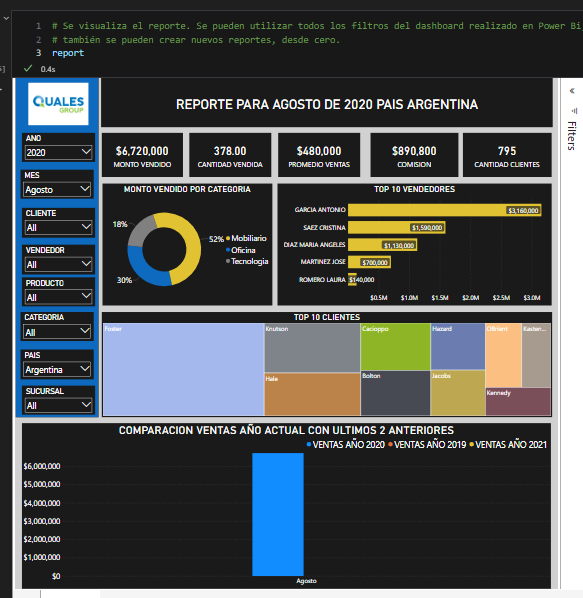 1 # Se visualiza el reporte. Se pueden utilizar todos los filtros del dashboard realizado en Power Bi
2 # también se pueden crear nuevos reportes, desde cero.
3 report
0.4s
QUALES
GROUP
REPORTE PARA AGOSTO DE 2020 PAIS ARGENTINA
Filters
ANO
2020
MES
Agosto
CLIENTE
All
VENDEDOR
All
PRODUCTO
All
CATEGORIA
All
PAIS
Argentina
SUCURSAL
All
$6,720,000
MONTO VENDIDO
378.00
CANTIDAD VENDIDA
$480,000
PROMEDIO VENTAS
$890,800
COMISION
795
CANTIDAD CLIENTES
MONTO VENDIDO POR CATEGORIA
18%
52%
30%
Mobiliario
Oficina
Tecnologia
TOP 10 VENDEDORES
GARCIA ANTONIO $3,160,000
SAEZ CRISTINA $1,590,000
DIAZ MARIA ANGELES $1,130,000
MARTINEZ JOSE $700,000
ROMERO LAURA $140,000
$0.5M $1.0M $1.5M $2.0M $2.5M $3.0M
TOP 10 CLIENTES
Foster
Knutson
Hale
Cacioppo
Bolton
Hazard
Jacobs
OBriant
Kasten...
Kennedy
COMPARACION VENTAS AÑO ACTUAL CON ULTIMOS 2 ANTERIORES
VENTAS AÑO 2020 VENTAS AÑO 2019 VENTAS AÑO 2021
$6,000,000
$5,000,000
$4,000,000
$3,000,000
$2,000,000
$1,000,000
$0
Agosto